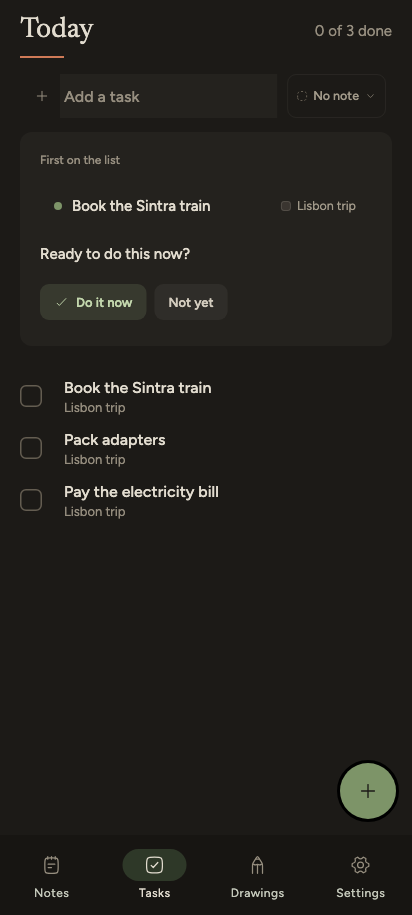 Today
0 of 3 done
Add a task
No note
First on the list
Book the Sintra train
Lisbon trip
Ready to do this now?
Do it now
Not yet
Book the Sintra train
Lisbon trip
Pack adapters
Lisbon trip
Pay the electricity bill
Lisbon trip
Notes
Tasks
Drawings
Settings